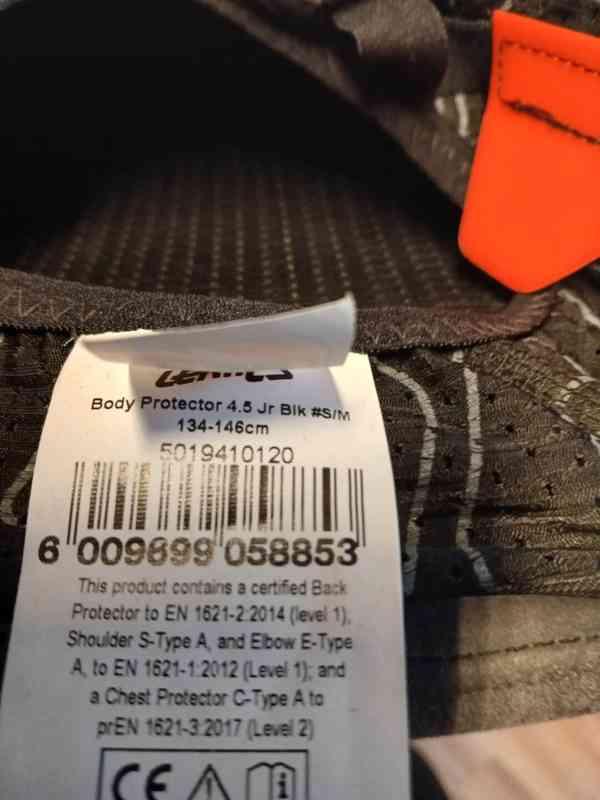 Body Protector 4.5 Jr Blk #S/M
134-146cm
5019410120
6 009699 058853
This product contains a certified Back
Protector to EN 1621-2:2014 (level 1),
Shoulder S-Type A, and Elbow E-Type
A, to EN 1621-1:2012 (Level 1); and
a Chest Protector C-Type A to
prEN 1621-3:2017 (Level 2)
CE
i